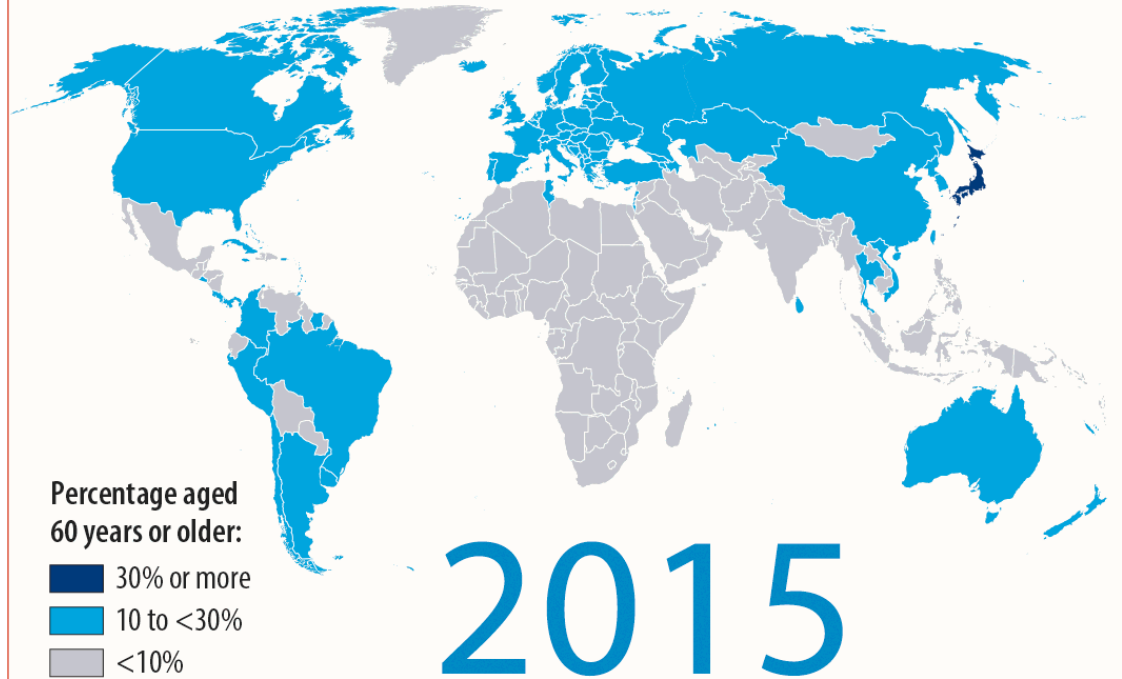 Percentage aged
60 years or older:
30% or more
10 to <30%
<10%
2015